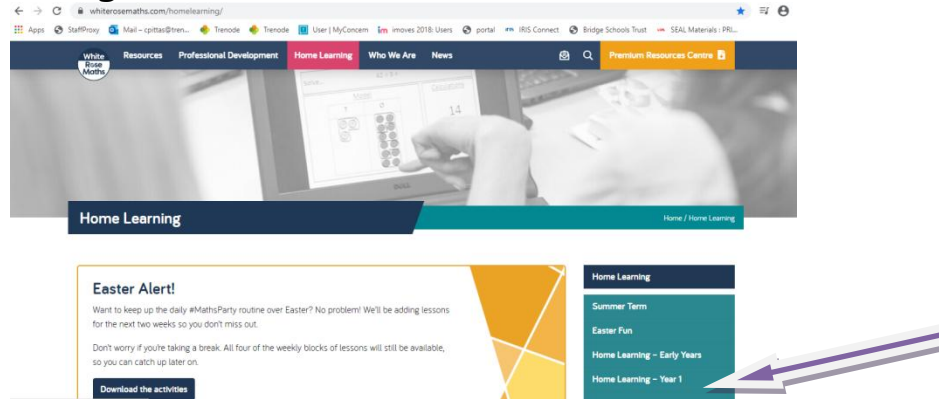 whiterosemaths.com/homelearning/
Apps StaffProxy Mail – cpittas@tren... Trenode Trenode User | MyConcern imoves 2018: Users portal IRIS Connect Bridge Schools Trust SEAL Materials : PRI...
White Rose Maths
Resources Professional Development Home Learning Who We Are News Premium Resources Centre
14
DELL
Home Learning
Home / Home Learning
Easter Alert!
Want to keep up the daily #MathsParty routine over Easter? No problem! We'll be adding lessons
for the next two weeks so you don't miss out.
Don't worry if you're taking a break. All four of the weekly blocks of lessons will still be available,
so you can catch up later on.
Download the activities
Home Learning
Summer Term
Easter Fun
Home Learning – Early Years
Home Learning – Year 1